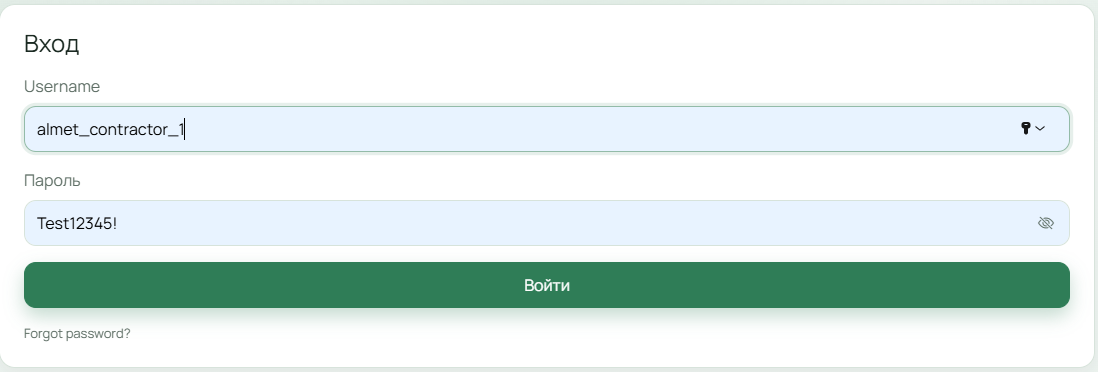 Вход
Username
almet_contractor_1
Пароль
Test12345!
Войти
Forgot password?